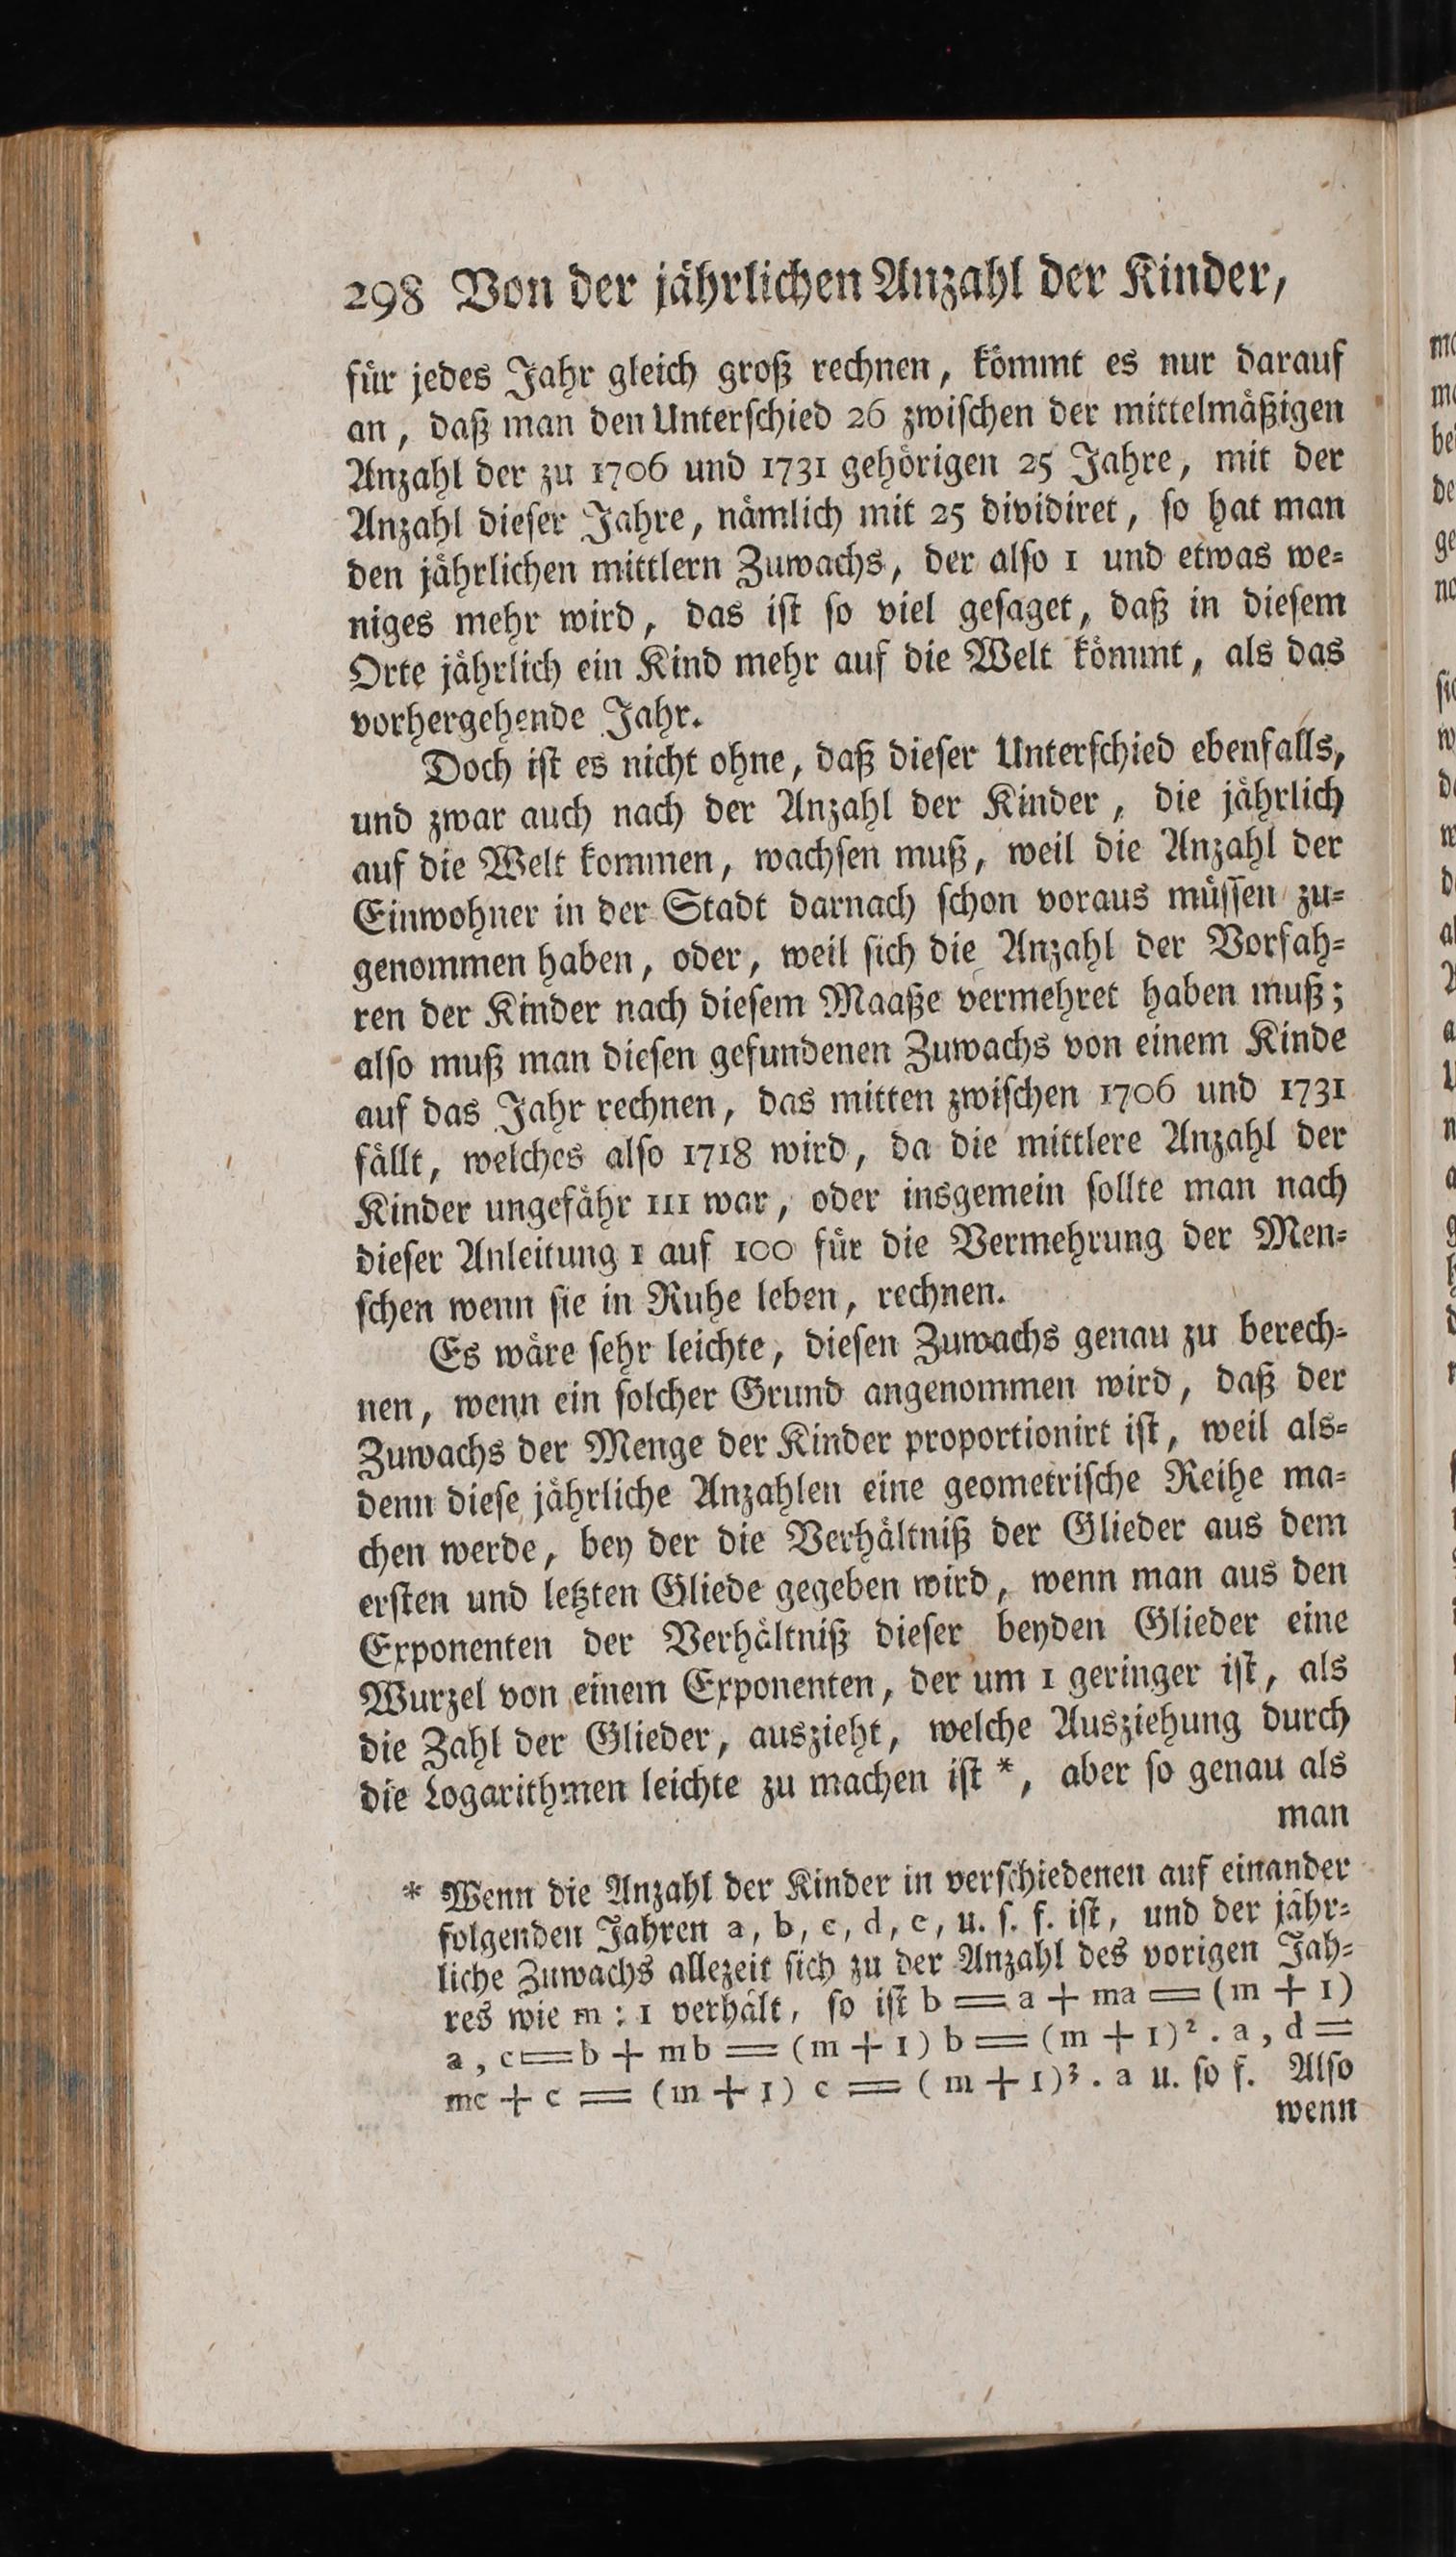 298 Von der jährlichen Anzahl der Kinder,
für jedes Jahr gleich groß rechnen, kömmt es nur darauf
an, daß man den Unterſchied 26 zwiſchen der mittelmäßigen
Anzahl der zu 1706 und 1731 gehörigen 25 Jahre, mit der
Anzahl dieſer Jahre, nämlich mit 25 dividiret, ſo hat man
den jährlichen mittlern Zuwachs, der alſo 1 und etwas we-
niges mehr wird, das iſt ſo viel geſaget, daß in dieſem
Orte jährlich ein Kind mehr auf die Welt kömmt, als das
vorhergehende Jahr.
Doch iſt es nicht ohne, daß dieſer Unterſchied ebenfalls,
und zwar auch nach der Anzahl der Kinder, die jährlich
auf die Welt kommen, wachſen muß, weil die Anzahl der
Einwohner in der Stadt darnach ſchon voraus müſſen zu-
genommen haben, oder, weil ſich die Anzahl der Vorfah-
ren der Kinder nach dieſem Maaße vermehret haben muß;
alſo muß man dieſen gefundenen Zuwachs von einem Kinde
auf das Jahr rechnen, das mitten zwiſchen 1706 und 1731
fällt, welches alſo 1718 wird, da die mittlere Anzahl der
Kinder ungefähr 111 war, oder insgemein ſollte man nach
dieſer Anleitung 1 auf 100 für die Vermehrung der Men-
ſchen wenn ſie in Ruhe leben, rechnen.
Es wäre ſehr leichte, dieſen Zuwachs genau zu berech-
nen, wenn ein ſolcher Grund angenommen wird, daß der
Zuwachs der Menge der Kinder proportionirt iſt, weil als-
denn dieſe jährliche Anzahlen eine geometriſche Reihe ma-
chen werde, bey der die Verhältniß der Glieder aus dem
erſten und letzten Gliede gegeben wird, wenn man aus den
Exponenten der Verhältniß dieſer beyden Glieder eine
Wurzel von einem Exponenten, der um 1 geringer iſt, als
die Zahl der Glieder, auszieht, welche Ausziehung durch
die Logarithmen leichte zu machen iſt *, aber ſo genau als
man
* Wenn die Anzahl der Kinder in verſchiedenen auf einander
folgenden Jahren a, b, c, d, e, u. ſ. f. iſt, und der jähr-
liche Zuwachs allezeit ſich zu der Anzahl des vorigen Jah-
res wie m : 1 verhält, ſo iſt b = a + ma = (m + 1)
a, c = b + mb = (m + 1) b = (m + 1)². a, d =
mc + c = (m + 1) c = (m + 1)³. a u. ſo f. Alſo
wenn